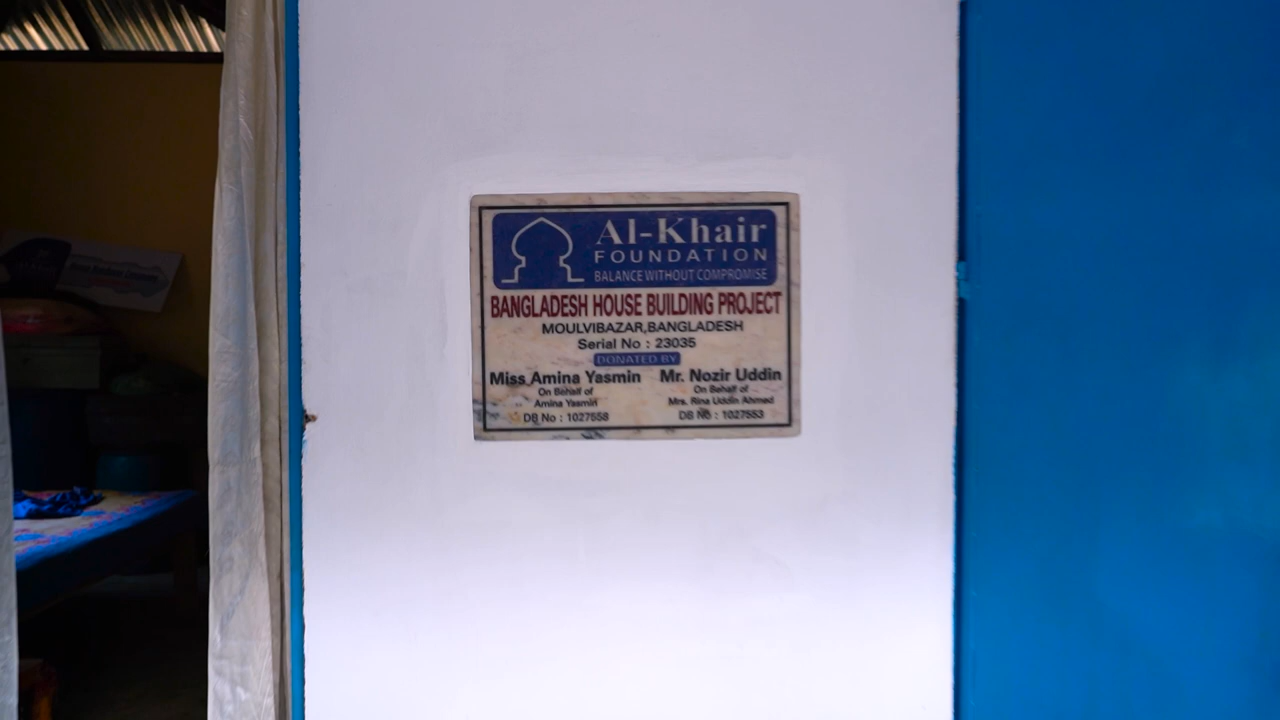 Al-Khair
FOUNDATION
BALANCE WITHOUT COMPROMISE
BANGLADESH HOUSE BUILDING PROJECT
MOULVIBAZAR,BANGLADESH
Serial No : 23035
DONATED BY
Miss Amina Yasmin
On Behalf of
Amina Yasmin
DB No : 1027558
Mr. Nozir Uddin
On Behalf of
Mrs. Rina Uddin Ahmed
DB No : 1027553